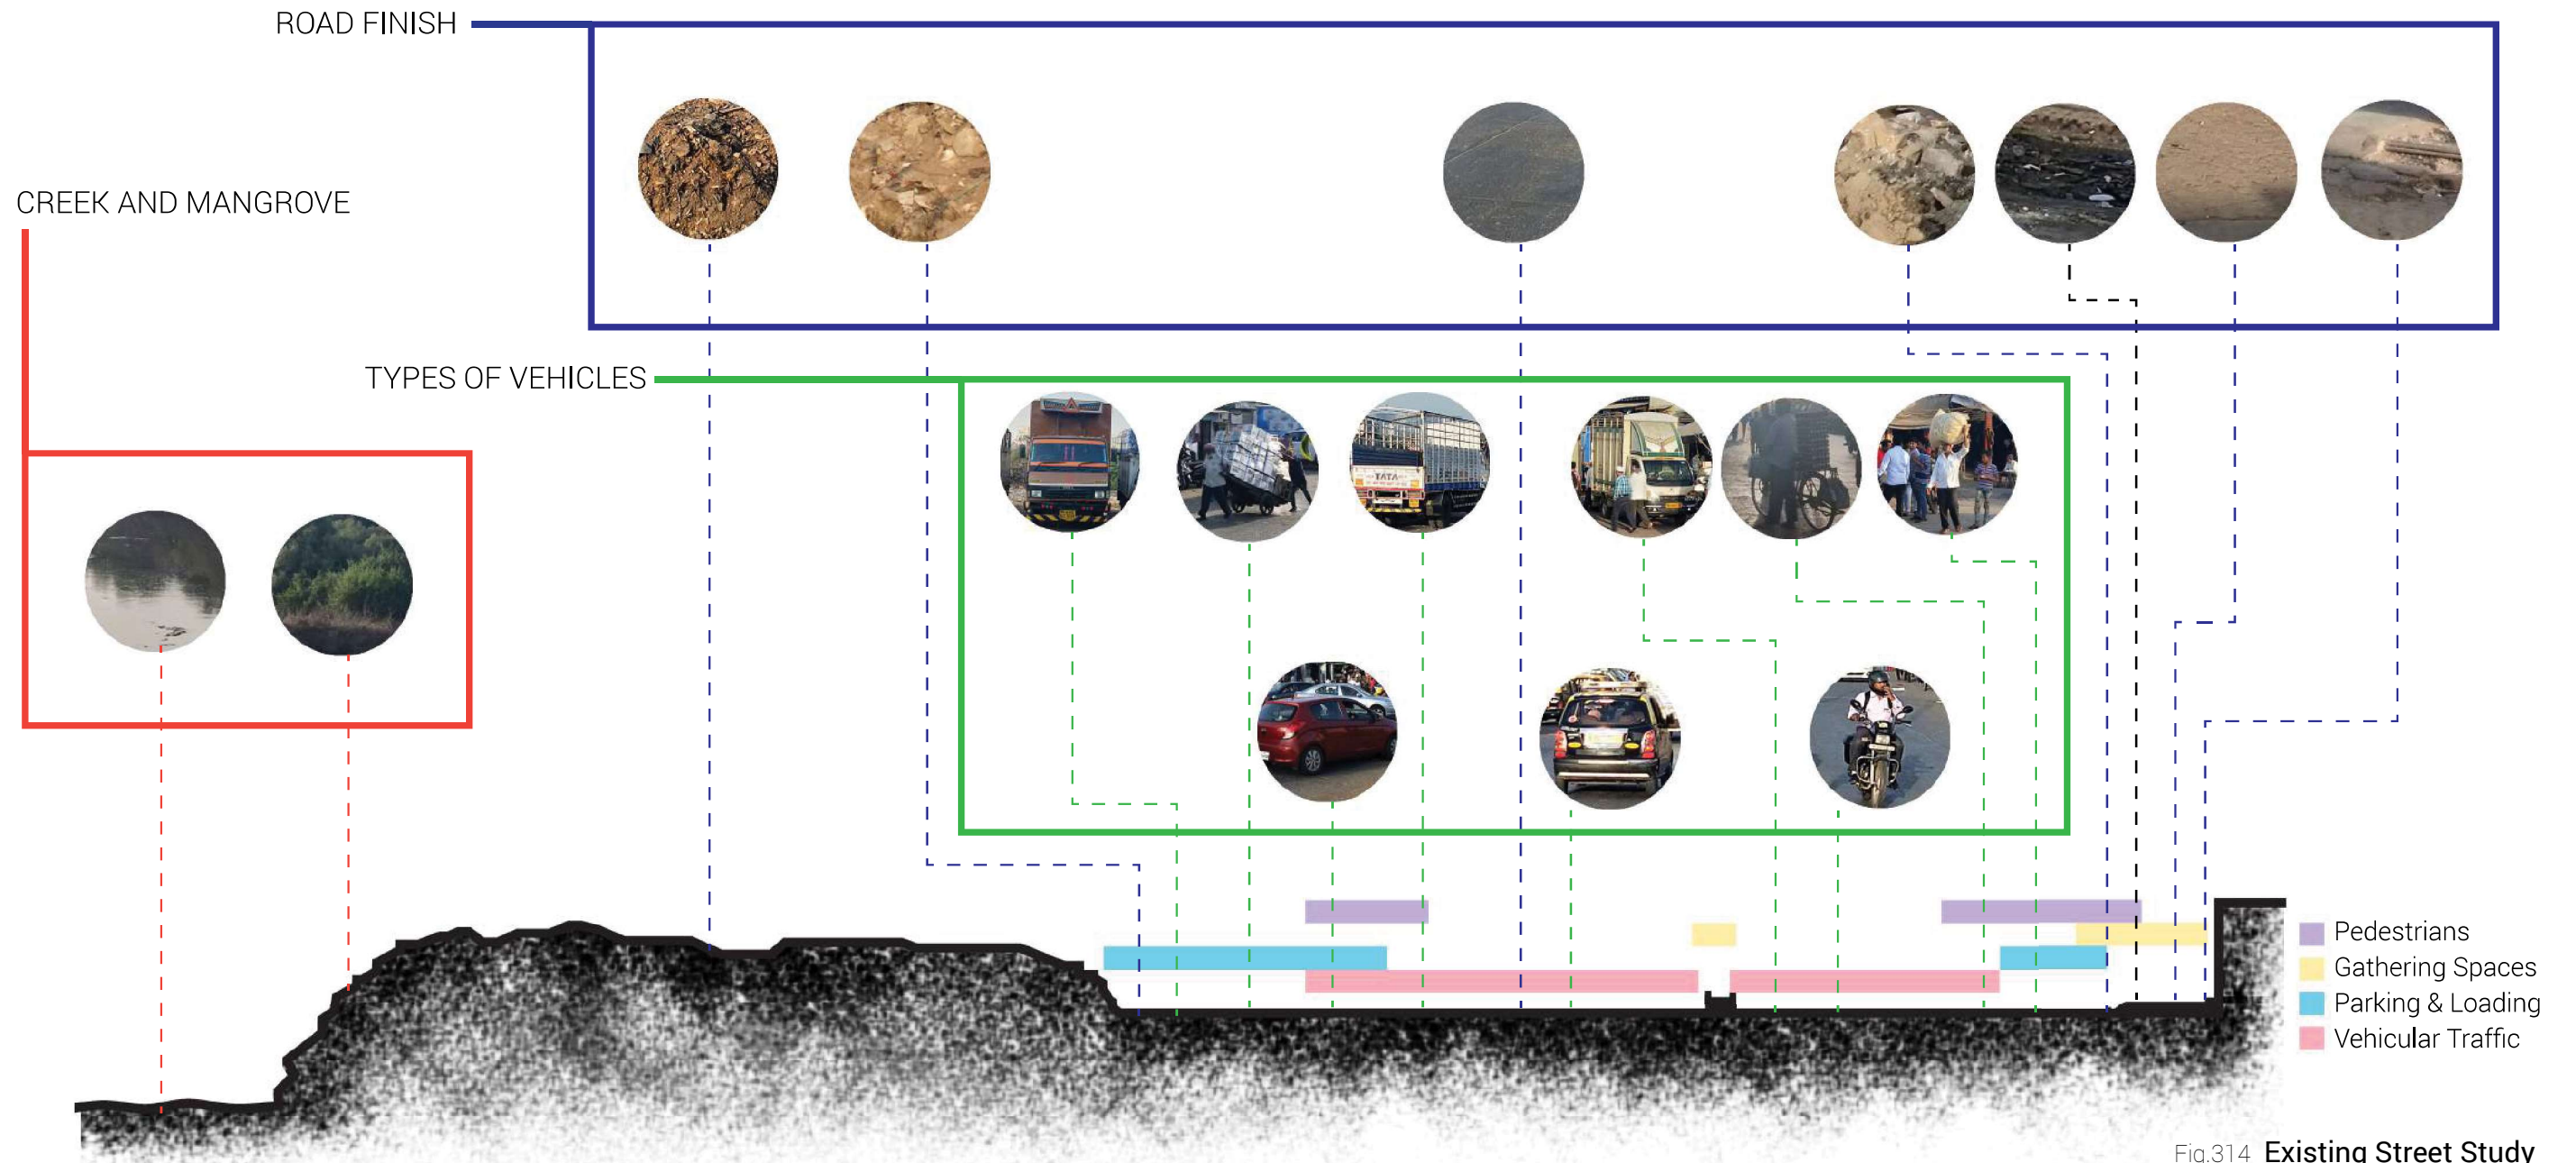 ROAD FINISH
CREEK AND MANGROVE
TYPES OF VEHICLES
TATA
Pedestrians
Gathering Spaces
Parking & Loading
Vehicular Traffic
Fig.314 Existing Street Study